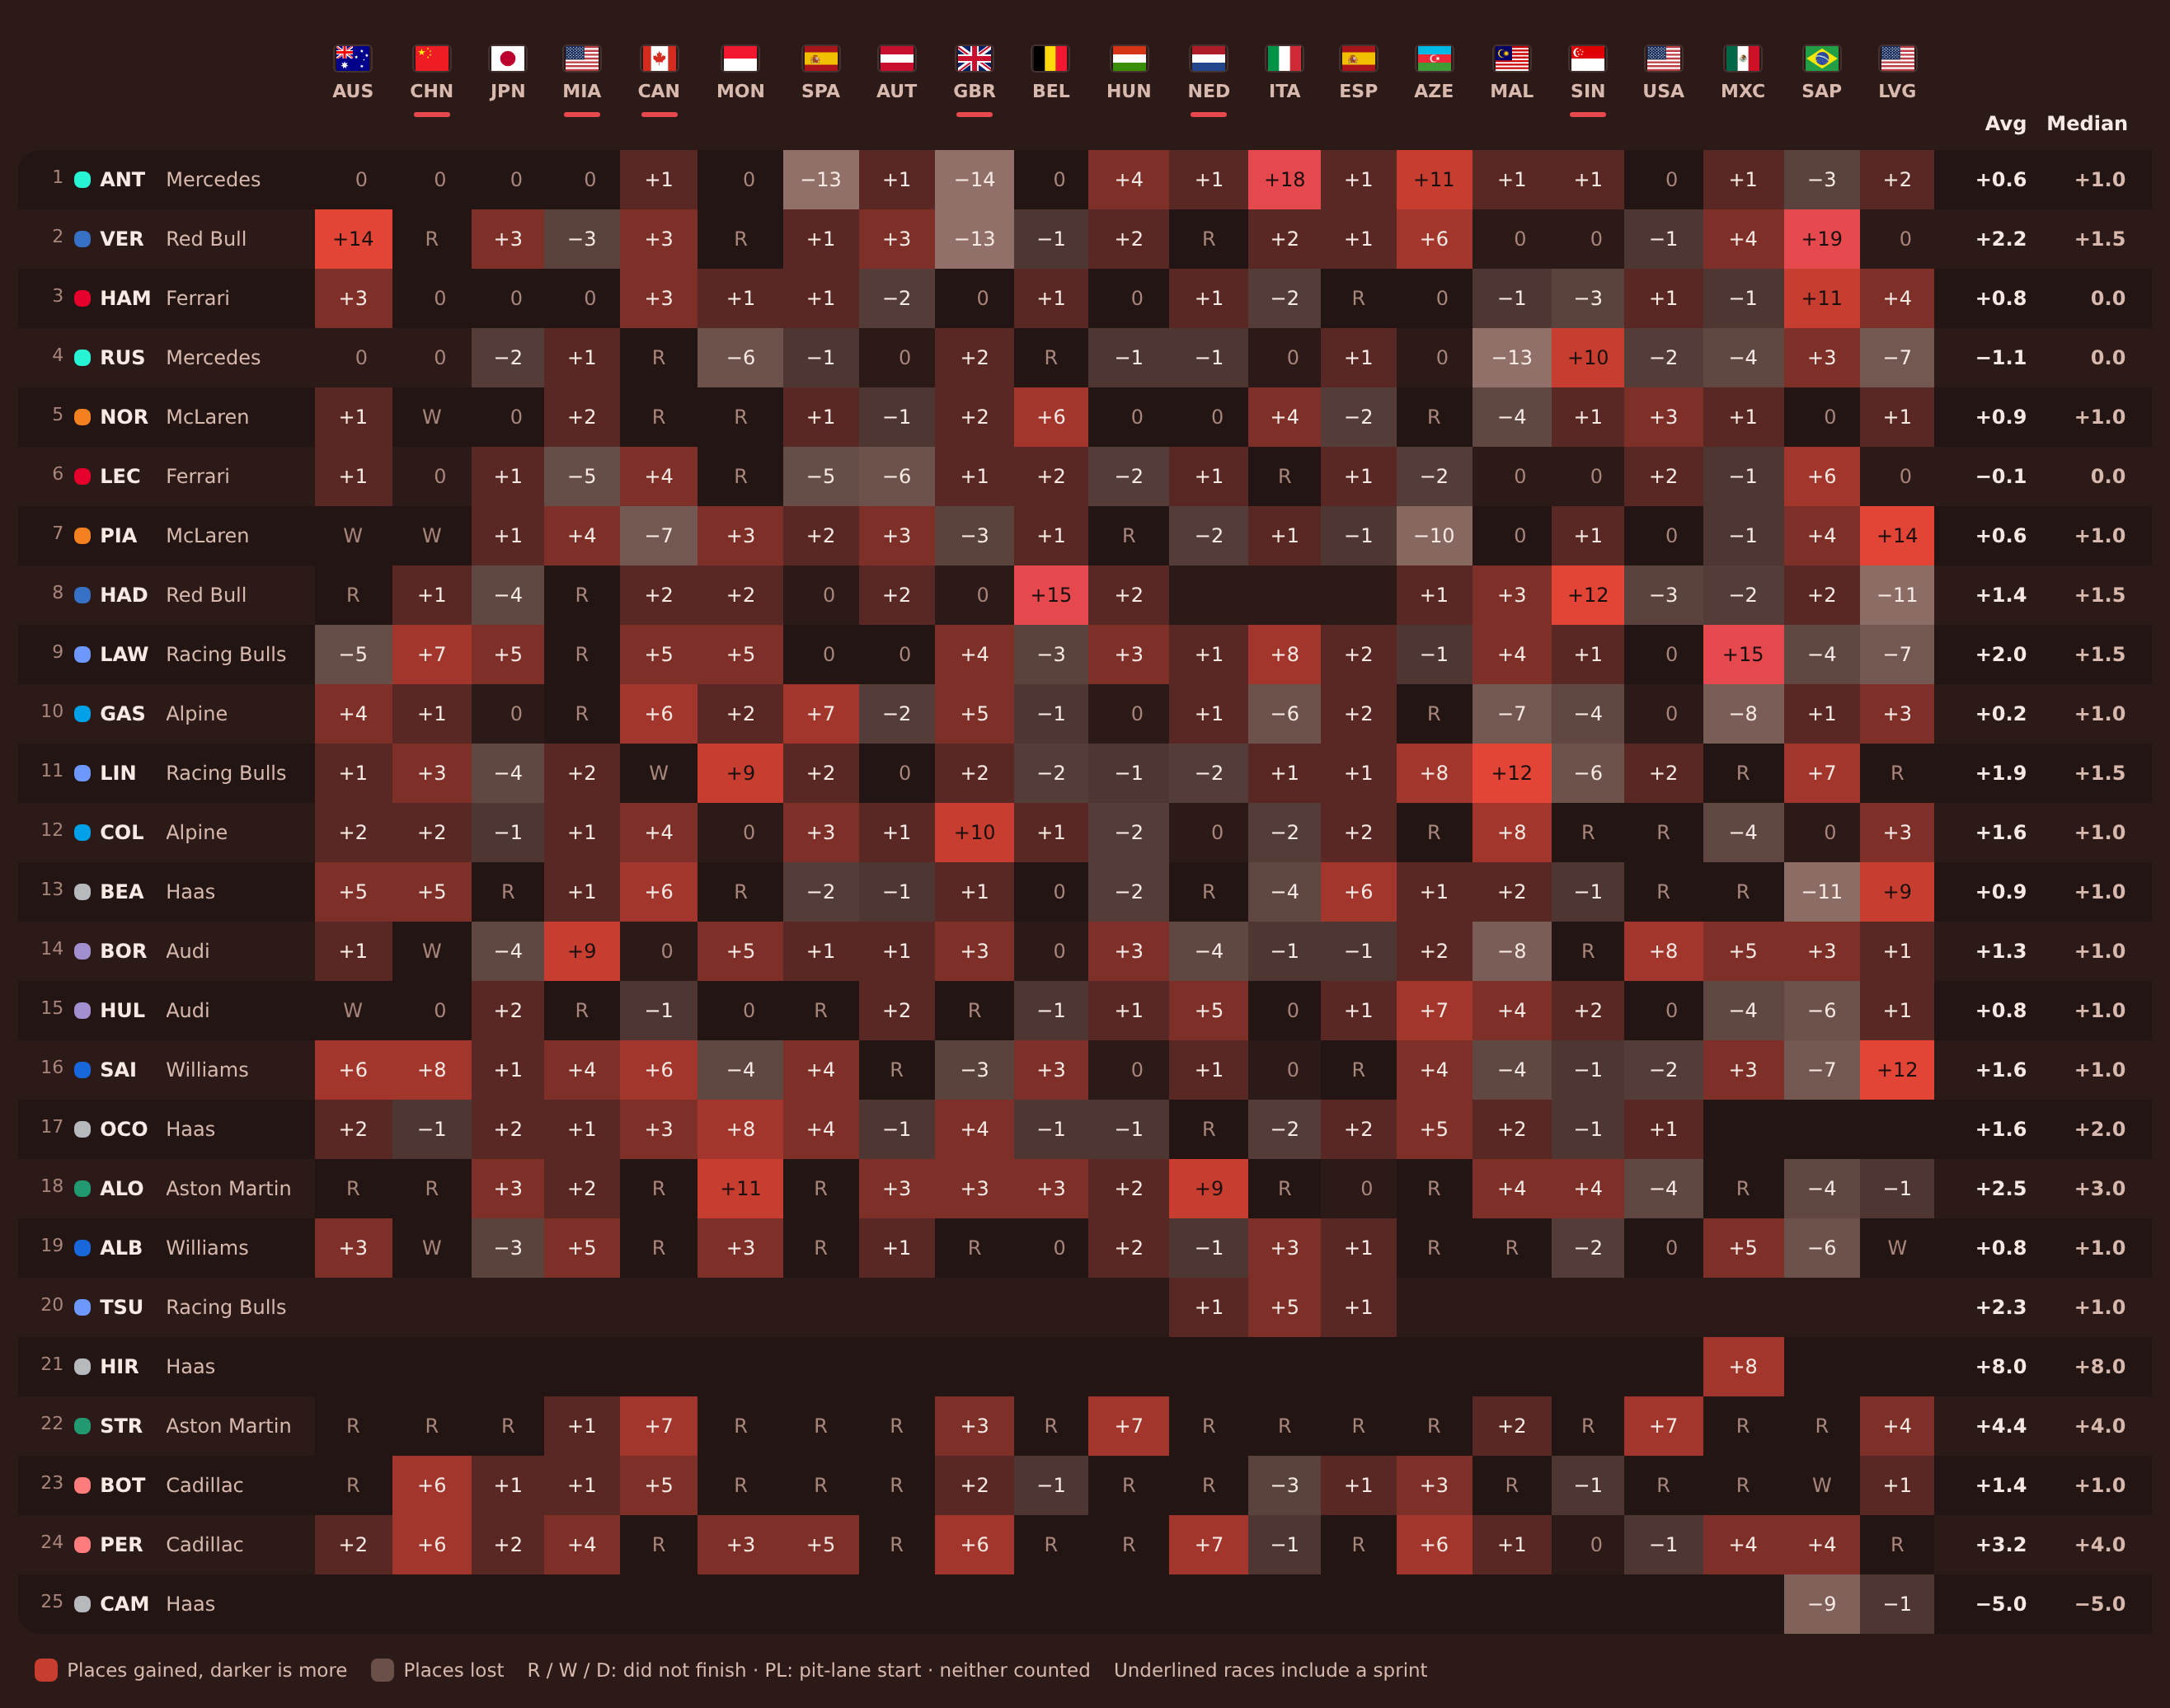 AUS CHN JPN MIA CAN MON SPA AUT GBR BEL HUN NED ITA ESP AZE MAL SIN USA MXC SAP LVG
Avg Median
1 ANT Mercedes 0 0 0 0 +1 0 −13 +1 −14 0 +4 +1 +18 +1 +11 +1 +1 0 +1 −3 +2 +0.6 +1.0
2 VER Red Bull +14 R +3 −3 +3 R +1 +3 −13 −1 +2 R +2 +1 +6 0 0 −1 +4 +19 0 +2.2 +1.5
3 HAM Ferrari +3 0 0 0 +3 +1 +1 −2 0 +1 0 +1 −2 R 0 −1 −3 +1 −1 +11 +4 +0.8 0.0
4 RUS Mercedes 0 0 −2 +1 R −6 −1 0 +2 R −1 −1 0 +1 0 −13 +10 −2 −4 +3 −7 −1.1 0.0
5 NOR McLaren +1 W 0 +2 R R +1 −1 +2 +6 0 0 +4 −2 R −4 +1 +3 +1 0 +1 +0.9 +1.0
6 LEC Ferrari +1 0 +1 −5 +4 R −5 −6 +1 +2 −2 +1 R +1 −2 0 0 +2 −1 +6 0 −0.1 0.0
7 PIA McLaren W W +1 +4 −7 +3 +2 +3 −3 +1 R −2 +1 −1 −10 0 +1 0 −1 +4 +14 +0.6 +1.0
8 HAD Red Bull R +1 −4 R +2 +2 0 +2 0 +15 +2 +1 +3 +12 −3 −2 +2 −11 +1.4 +1.5
9 LAW Racing Bulls −5 +7 +5 R +5 +5 0 0 +4 −3 +3 +1 +8 +2 −1 +4 +1 0 +15 −4 −7 +2.0 +1.5
10 GAS Alpine +4 +1 0 R +6 +2 +7 −2 +5 −1 0 +1 −6 +2 R −7 −4 0 −8 +1 +3 +0.2 +1.0
11 LIN Racing Bulls +1 +3 −4 +2 W +9 +2 0 +2 −2 −1 −2 +1 +1 +8 +12 −6 +2 R +7 R +1.9 +1.5
12 COL Alpine +2 +2 −1 +1 +4 0 +3 +1 +10 +1 −2 0 −2 +2 R +8 R R −4 0 +3 +1.6 +1.0
13 BEA Haas +5 +5 R +1 +6 R −2 −1 +1 0 −2 R −4 +6 +1 +2 −1 R R −11 +9 +0.9 +1.0
14 BOR Audi +1 W −4 +9 0 +5 +1 +1 +3 0 +3 −4 −1 −1 +2 −8 R +8 +5 +3 +1 +1.3 +1.0
15 HUL Audi W 0 +2 R −1 0 R +2 R −1 +1 +5 0 +1 +7 +4 +2 0 −4 −6 +1 +0.8 +1.0
16 SAI Williams +6 +8 +1 +4 +6 −4 +4 R −3 +3 0 +1 0 R +4 −4 −1 −2 +3 −7 +12 +1.6 +1.0
17 OCO Haas +2 −1 +2 +1 +3 +8 +4 −1 +4 −1 −1 R −2 +2 +5 +2 −1 +1 +1.6 +2.0
18 ALO Aston Martin R R +3 +2 R +11 R +3 +3 +3 +2 +9 R 0 R +4 +4 −4 R −4 −1 +2.5 +3.0
19 ALB Williams +3 W −3 +5 R +3 R +1 R 0 +2 −1 +3 +1 R R −2 0 +5 −6 W +0.8 +1.0
20 TSU Racing Bulls +1 +5 +1 +2.3 +1.0
21 HIR Haas +8 +8.0 +8.0
22 STR Aston Martin R R R +1 +7 R R R +3 R +7 R R R R +2 R +7 R R +4 +4.4 +4.0
23 BOT Cadillac R +6 +1 +1 +5 R R R +2 −1 R R −3 +1 +3 R −1 R R W +1 +1.4 +1.0
24 PER Cadillac +2 +6 +2 +4 R +3 +5 R +6 R R +7 −1 R +6 +1 0 −1 +4 +4 R +3.2 +4.0
25 CAM Haas −9 −1 −5.0 −5.0
Places gained, darker is more Places lost R / W / D: did not finish · PL: pit-lane start · neither counted Underlined races include a sprint